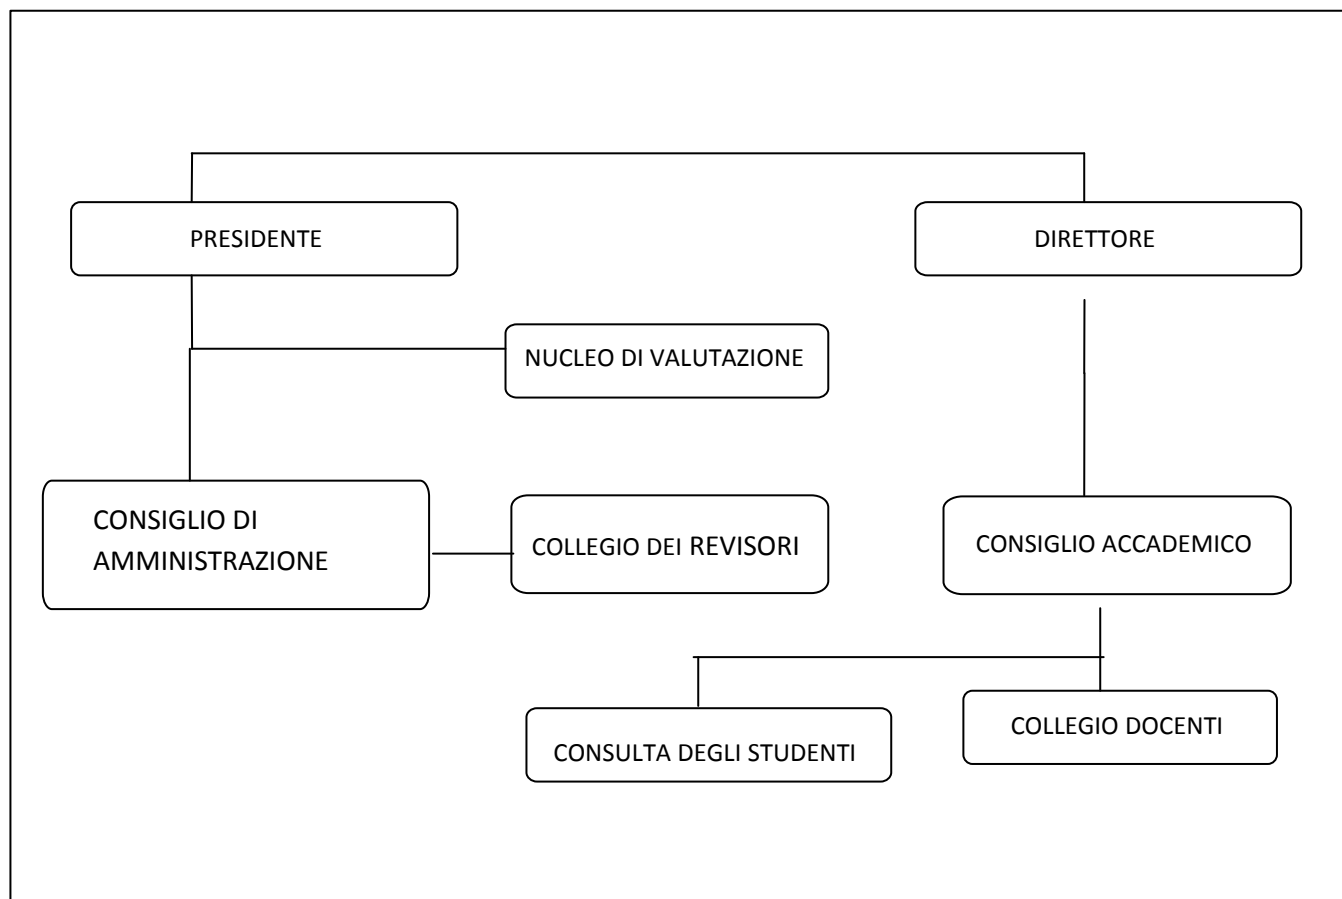 PRESIDENTE
DIRETTORE
NUCLEO DI VALUTAZIONE
CONSIGLIO DI
AMMINISTRAZIONE
COLLEGIO DEI REVISORI
CONSIGLIO ACCADEMICO
CONSULTA DEGLI STUDENTI
COLLEGIO DOCENTI